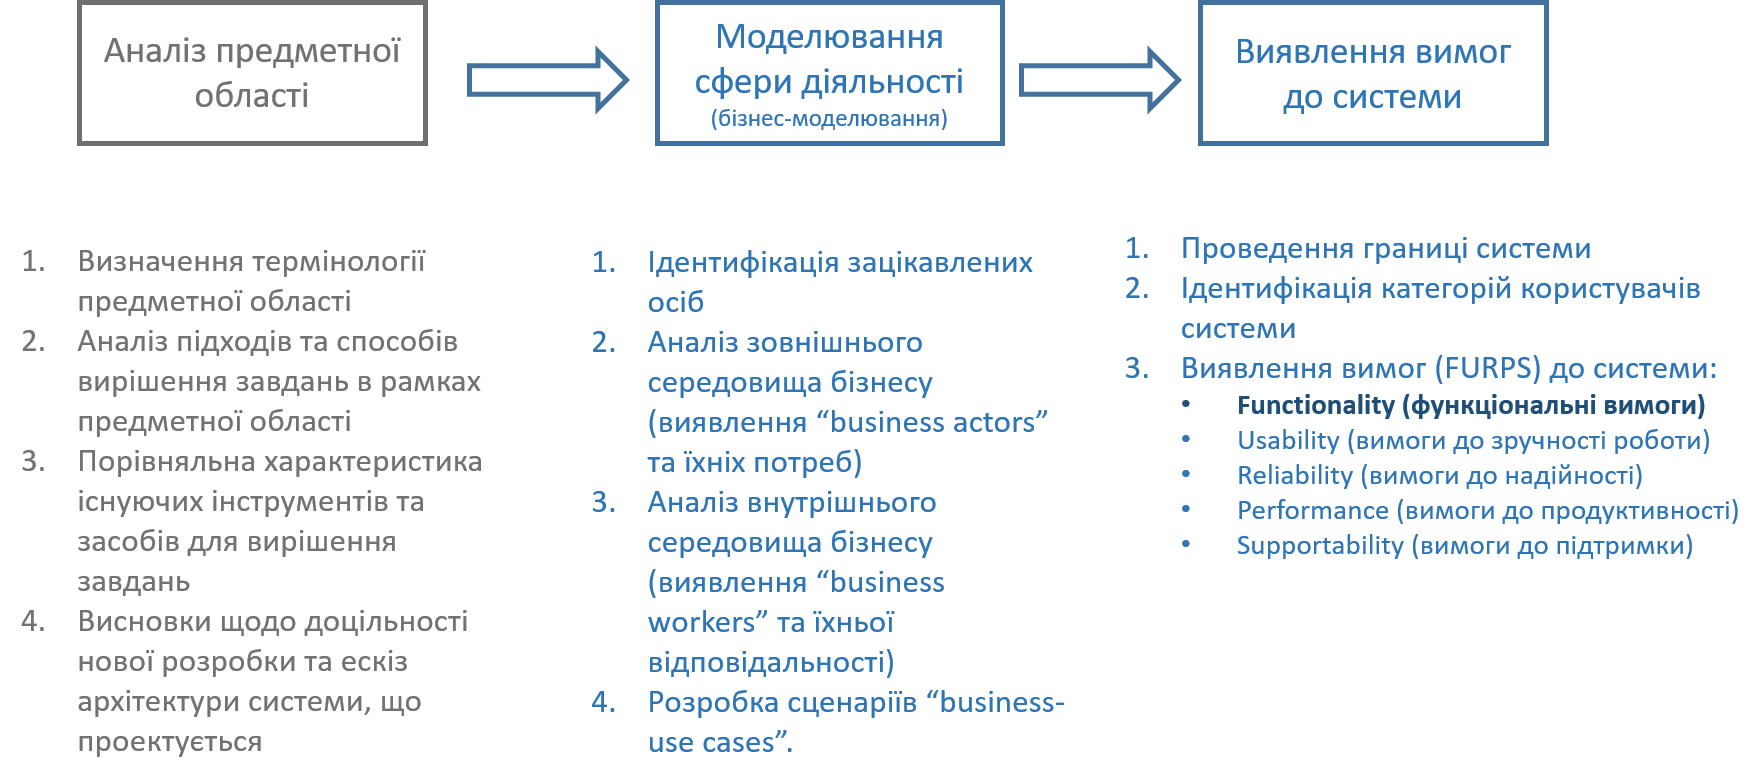 Аналіз предметної
області
Моделювання
сфери діяльності
(бізнес-моделювання)
Виявлення вимог
до системи
1. Визначення термінології
предметної області
2. Аналіз підходів та способів
вирішення завдань в рамках
предметної області
3. Порівняльна характеристика
існуючих інструментів та
засобів для вирішення
завдань
4. Висновки щодо доцільності
нової розробки та ескіз
архітектури системи, що
проектується
1. Ідентифікація зацікавлених
осіб
2. Аналіз зовнішнього
середовища бізнесу
(виявлення “business actors”
та їхніх потреб)
3. Аналіз внутрішнього
середовища бізнесу
(виявлення “business
workers” та їхньої
відповідальності)
4. Розробка сценаріїв “business-
use cases”.
1. Проведення границі системи
2. Ідентифікація категорій користувачів
системи
3. Виявлення вимог (FURPS) до системи:
• Functionality (функціональні вимоги)
• Usability (вимоги до зручності роботи)
• Reliability (вимоги до надійності)
• Performance (вимоги до продуктивності)
• Supportability (вимоги до підтримки)